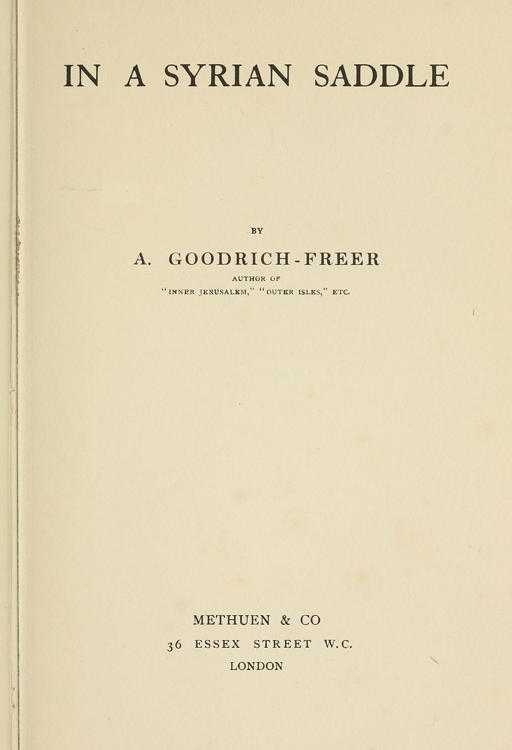 IN A SYRIAN SADDLE
BY
A. GOODRICH-FREER
AUTHOR OF
"INNER JERUSALEM," "OUTER ISLES," ETC.
METHUEN & CO
36 ESSEX STREET W.C.
LONDON